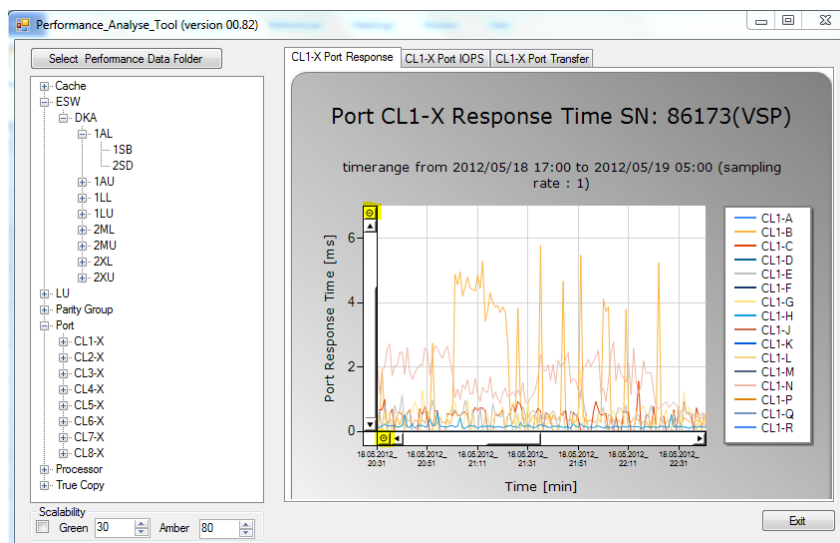 Performance_Analyse_Tool (version 00.82)
Select Performance Data Folder
Cache
ESW
DKA
1AL
1SB
2SD
1AU
1LL
1LU
2ML
2MU
2XL
2XU
LU
Parity Group
Port
CL1-X
CL2-X
CL3-X
CL4-X
CL5-X
CL6-X
CL7-X
CL8-X
Processor
True Copy
Scalability
Green 30 Amber 80
CL1-X Port Response CL1-X Port IOPS CL1-X Port Transfer
Port CL1-X Response Time SN: 86173(VSP)
timerange from 2012/05/18 17:00 to 2012/05/19 05:00 (sampling
rate : 1)
Port Response Time [ms]
6
4
2
0
18.05.2012_ 18.05.2012_ 18.05.2012_ 18.05.2012_ 18.05.2012_ 18.05.2012_ 18.05.2012_
20:31 20:51 21:11 21:31 21:51 22:11 22:31
Time [min]
CL1-A
CL1-B
CL1-C
CL1-D
CL1-E
CL1-F
CL1-G
CL1-H
CL1-J
CL1-K
CL1-L
CL1-M
CL1-N
CL1-P
CL1-Q
CL1-R
Exit